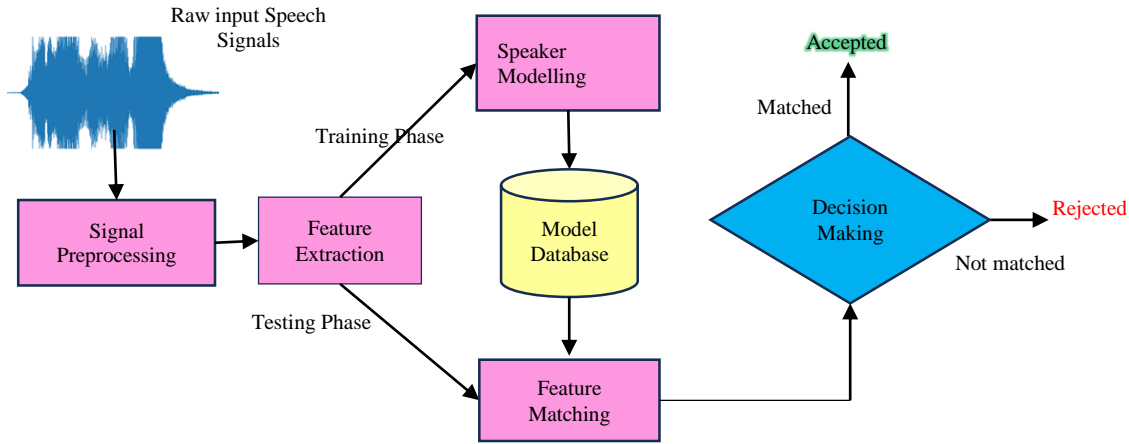 Raw input Speech
Signals
Speaker
Modelling
Accepted
Matched
Training Phase
Signal
Preprocessing
Feature
Extraction
Model
Database
Decision
Making
Rejected
Not matched
Testing Phase
Feature
Matching